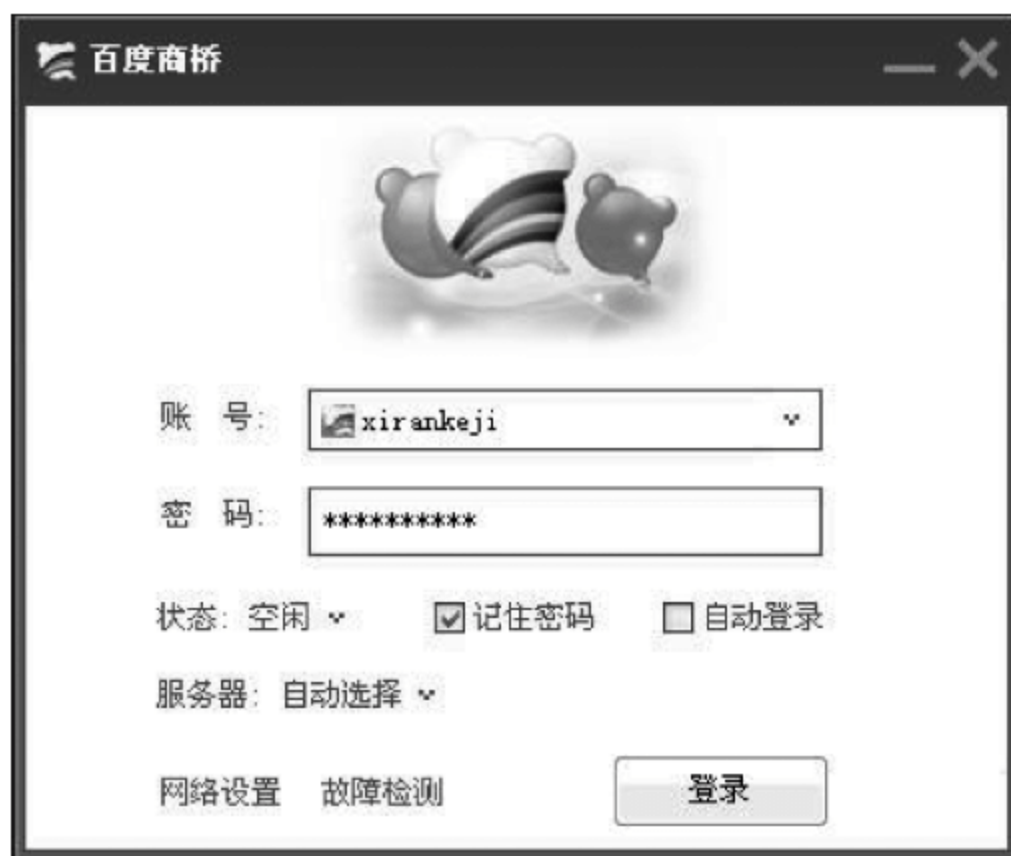 百度商桥
账 号: xirankeji
密 码: **********
状态: 空闲 记住密码 自动登录
服务器: 自动选择
网络设置 故障检测 登录